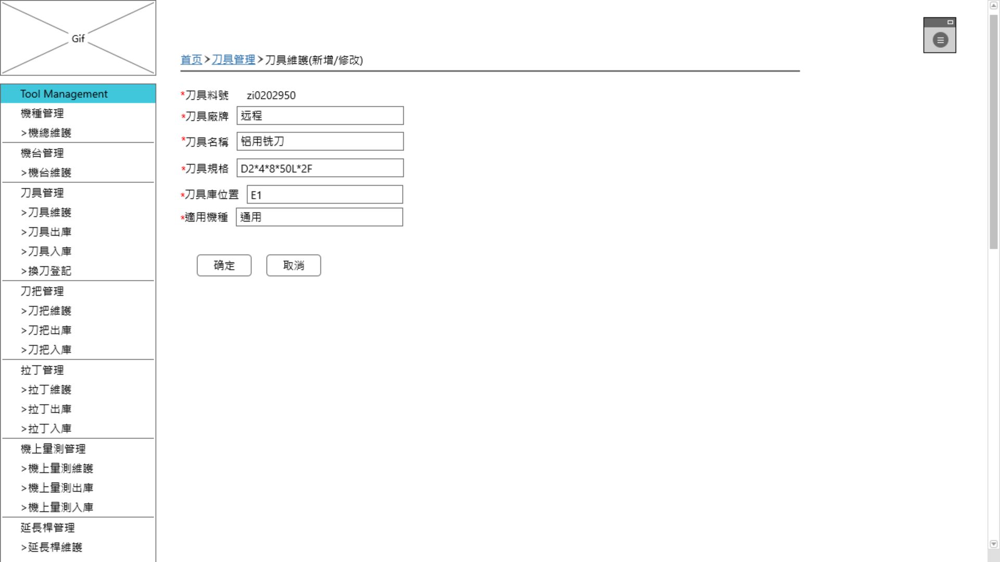 Gif
Tool Management
機種管理
>機總維護
機台管理
>機台維護
刀具管理
>刀具維護
>刀具出庫
>刀具入庫
>換刀登記
刀把管理
>刀把維護
>刀把出庫
>刀把入庫
拉丁管理
>拉丁維護
>拉丁出庫
>拉丁入庫
機上量測管理
>機上量測維護
>機上量測出庫
>機上量測入庫
延長桿管理
>延長桿維護
首页>刀具管理>刀具維護(新增/修改)
*刀具料號 zi0202950
*刀具廠牌 远程
*刀具名稱 铝用铣刀
*刀具規格 D2*4*8*50L*2F
*刀具庫位置 E1
*適用機種 通用
确定 取消